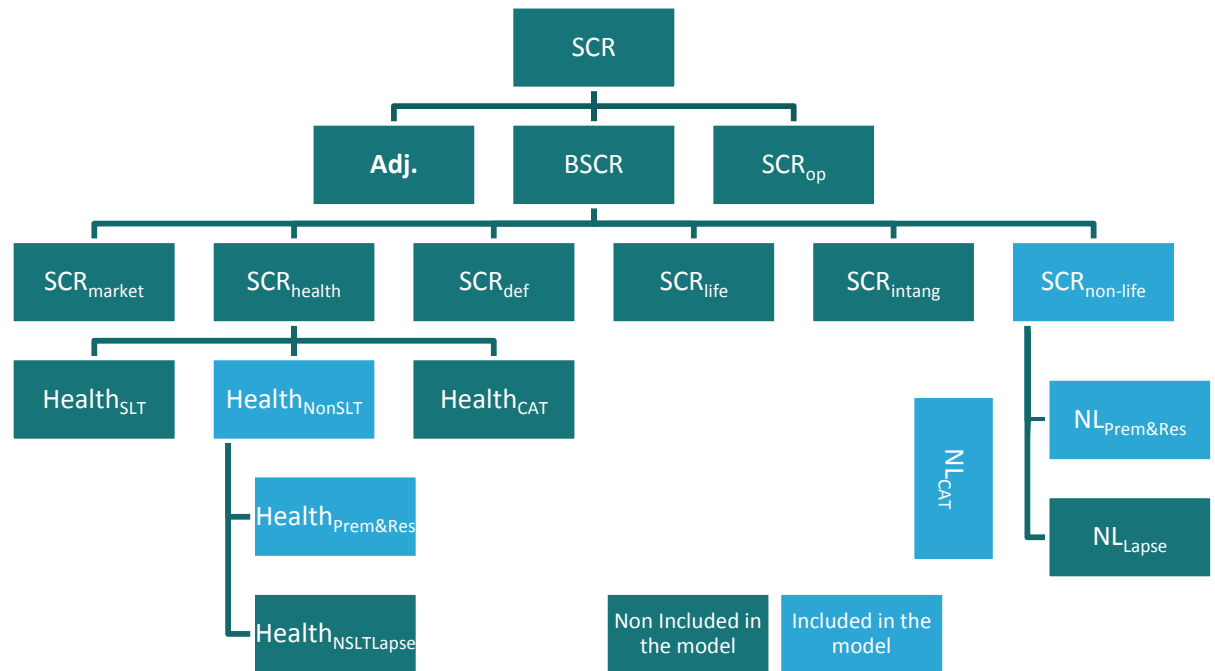 SCR
Adj.
BSCR
SCRop
SCRmarket
SCRhealth
SCRdef
SCRlife
SCRintang
SCRnon-life
HealthSLT
HealthNonSLT
HealthCAT
NLCAT
NLPrem&Res
HealthPrem&Res
NLLapse
HealthNSLTLapse
Non Included in
the model
Included in the
model